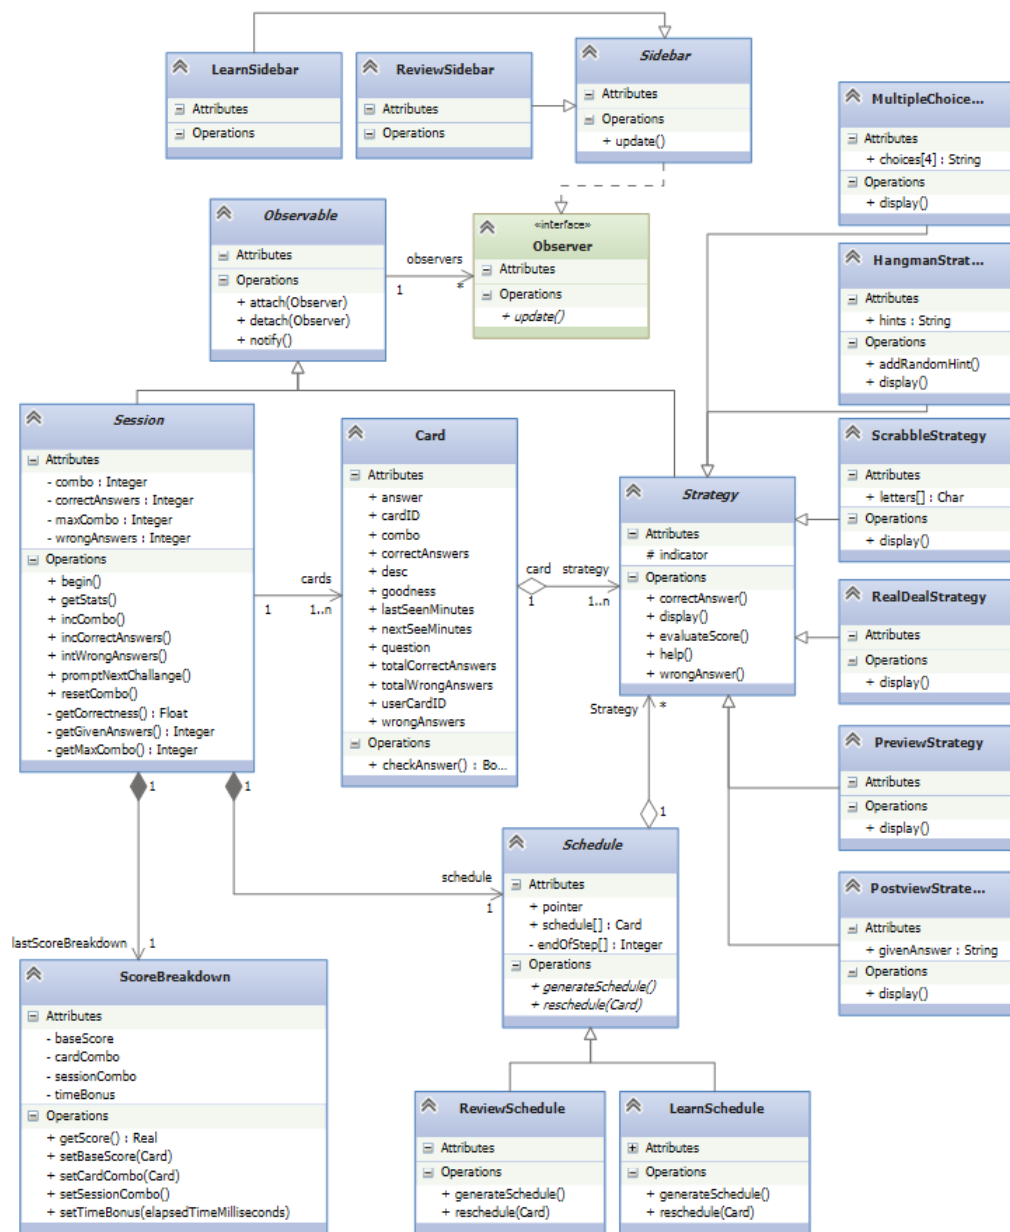 LearnSidebar
Attributes
Operations
ReviewSidebar
Attributes
Operations
Sidebar
Attributes
Operations
+ update()
MultipleChoice...
Attributes
+ choices[4] : String
Operations
+ display()
Observable
Attributes
Operations
+ attach(Observer)
+ detach(Observer)
+ notify()
observers
1
*
«interface»
Observer
Attributes
Operations
+ update()
HangmanStrat...
Attributes
+ hints : String
Operations
+ addRandomHint()
+ display()
Session
Attributes
- combo : Integer
- correctAnswers : Integer
- maxCombo : Integer
- wrongAnswers : Integer
Operations
+ begin()
+ getStats()
+ incCombo()
+ incCorrectAnswers()
+ intWrongAnswers()
+ promptNextChallange()
+ resetCombo()
- getCorrectness() : Float
- getGivenAnswers() : Integer
- getMaxCombo() : Integer
cards
1
1..n
Card
Attributes
+ answer
+ cardID
+ combo
+ correctAnswers
+ desc
+ goodness
+ lastSeenMinutes
+ nextSeeMinutes
+ question
+ totalCorrectAnswers
+ totalWrongAnswers
+ userCardID
+ wrongAnswers
Operations
+ checkAnswer() : Bo...
card
strategy
1
1..n
Strategy
Attributes
# indicator
Operations
+ correctAnswer()
+ display()
+ evaluateScore()
+ help()
+ wrongAnswer()
ScrabbleStrategy
Attributes
+ letters[] : Char
Operations
+ display()
RealDealStrategy
Attributes
Operations
+ display()
Strategy
*
PreviewStrategy
Attributes
Operations
+ display()
1
1
1
schedule
1
Schedule
Attributes
+ pointer
+ schedule[] : Card
- endOfStep[] : Integer
Operations
+ generateSchedule()
+ reschedule(Card)
PostviewStrate...
Attributes
+ givenAnswer : String
Operations
+ display()
lastScoreBreakdown
1
ScoreBreakdown
Attributes
- baseScore
- cardCombo
- sessionCombo
- timeBonus
Operations
+ getScore() : Real
+ setBaseScore(Card)
+ setCardCombo(Card)
+ setSessionCombo()
+ setTimeBonus(elapsedTimeMilliseconds)
ReviewSchedule
Attributes
Operations
+ generateSchedule()
+ reschedule(Card)
LearnSchedule
Attributes
Operations
+ generateSchedule()
+ reschedule(Card)